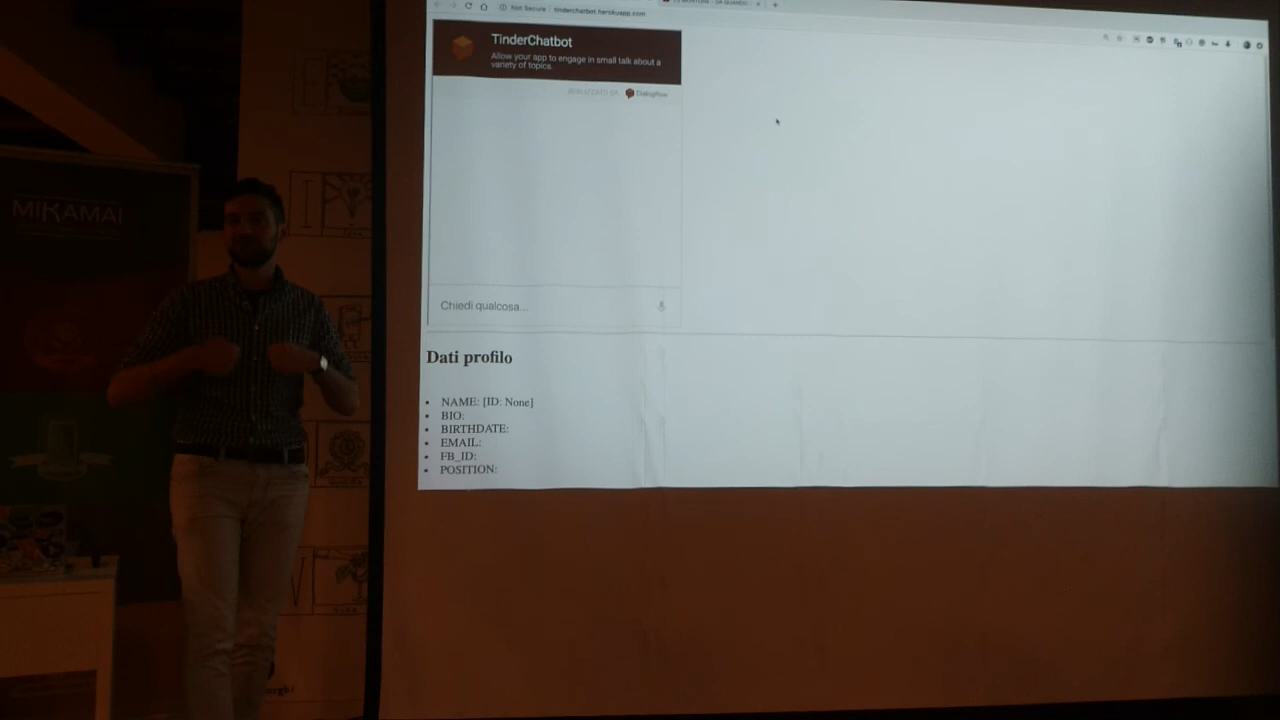 Not Secure | tinderchatbot.herokuapp.com
TinderChatbot
Allow your app to engage in small talk about a
variety of topics.
Dialogflow
Chiedi qualcosa...
Dati profilo
• NAME: [ID: None]
• BIO:
• BIRTHDATE:
• EMAIL:
• FB_ID:
• POSITION:
MIKAMAI